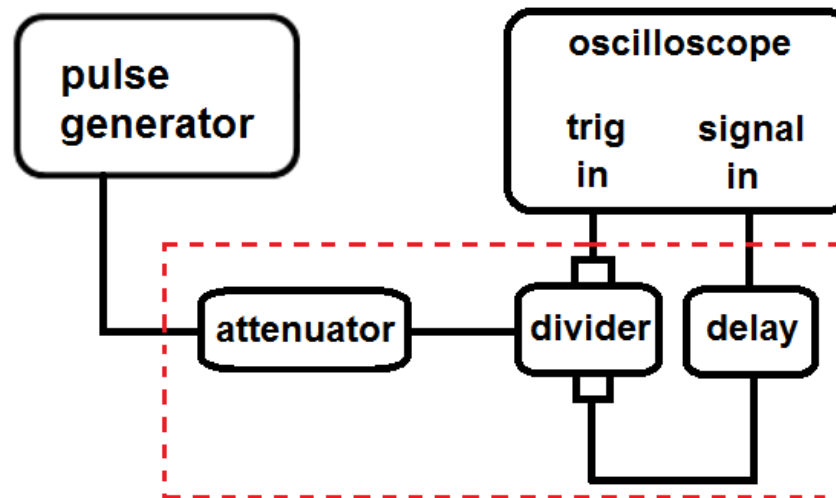 pulse
generator
oscilloscope
trig signal
in in
attenuator
divider
delay